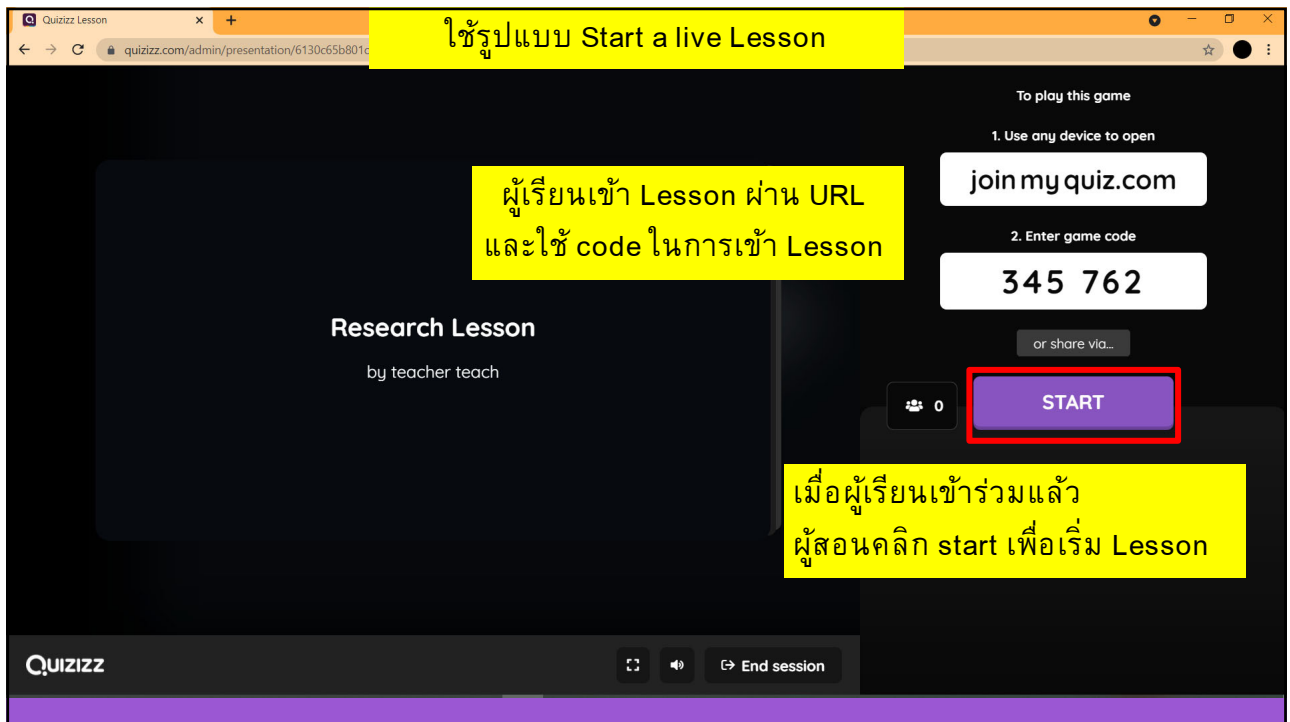 Quizizz Lesson
ใช้รูปแบบ Start a live Lesson
quizizz.com/admin/presentation/6130c65b801c
To play this game
1. Use any device to open
joinmyquiz.com
ผู้เรียนเข้า Lesson ผ่าน URL
และใช้ code ในการเข้า Lesson
2. Enter game code
345 762
Research Lesson
by teacher teach
or share via...
0
START
เมื่อผู้เรียนเข้าร่วมแล้ว
ผู้สอนคลิก start เพื่อเริ่ม Lesson
QUIZIZZ
End session